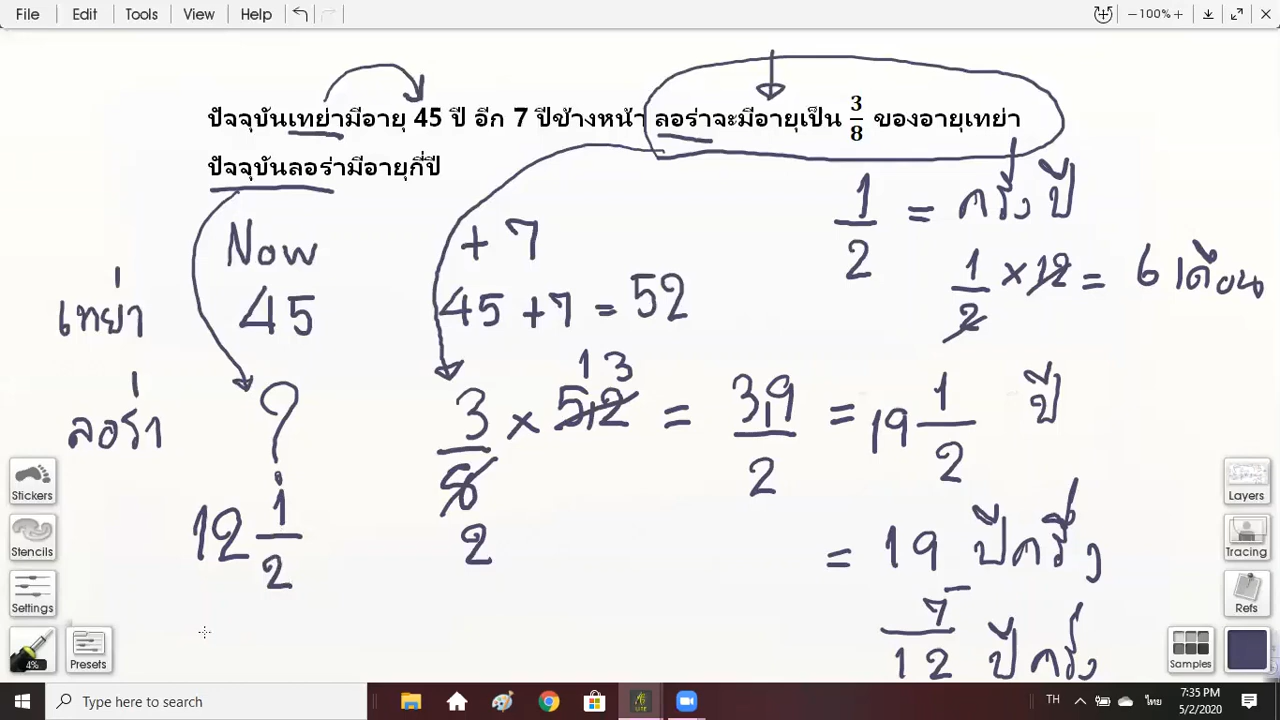 File Edit Tools View Help −100% +
ปัจจุบันเทย่ามีอายุ 45 ปี อีก 7 ปีข้างหน้า ลอร่าจะมีอายุเป็น 3/8 ของอายุเทย่า
ปัจจุบันลอร่ามีอายุกี่ปี
Now + 7 1/2 = ครึ่งปี
เทย่า 45 45 + 7 = 52 1/2 × 12 = 6 เดือน
ลอร่า ? 3/8 × 52 = 39/2 = 19 1/2 ปี
13
2
12 1/2 = 19 ปีครึ่ง
7
12 ปีครึ่ง
Stickers
Stencils
Settings
4%
Presets
Layers
Tracing
Refs
Samples
Type here to search
TH ไทย 7:35 PM
5/2/2020